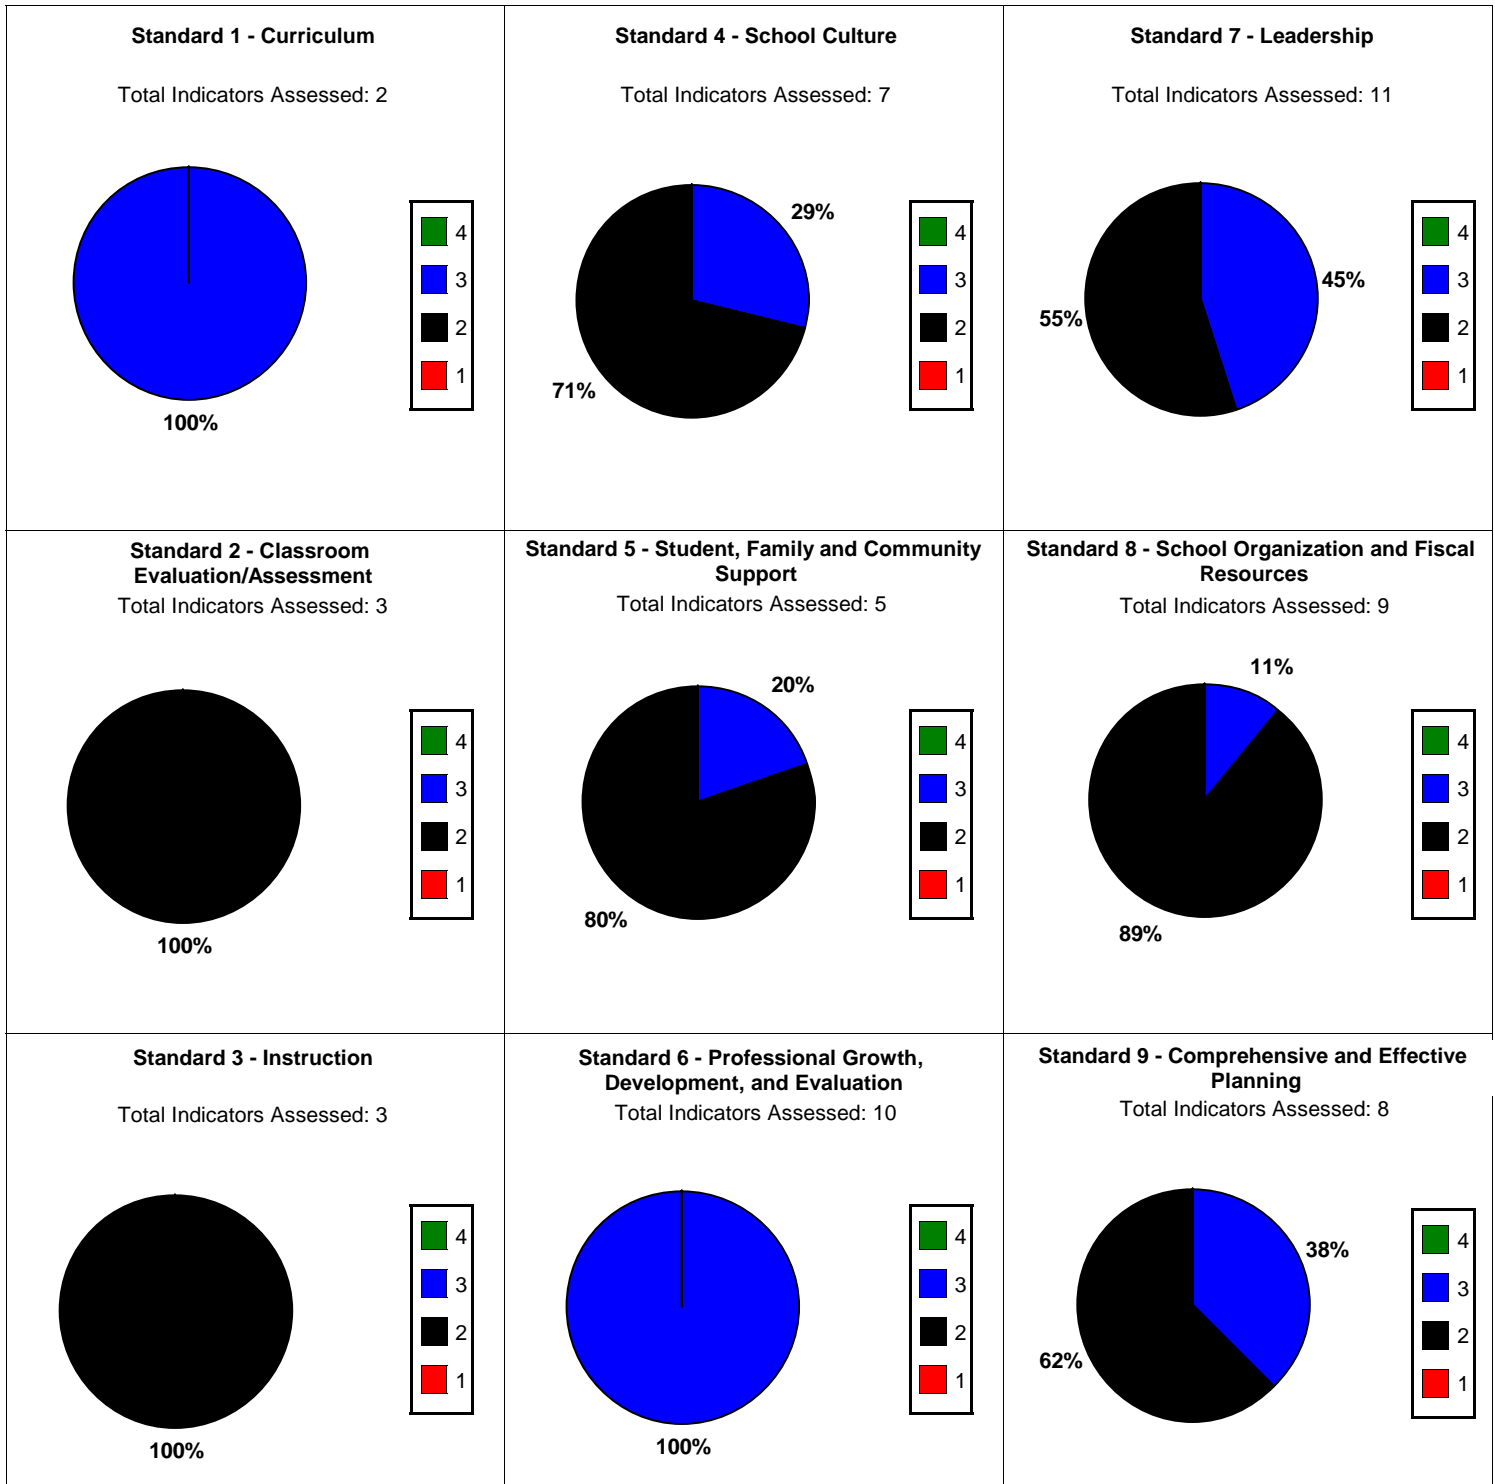 Standard 1 - Curriculum
Total Indicators Assessed: 2
4
3
2
1
100%
Standard 4 - School Culture
Total Indicators Assessed: 7
29%
71%
4
3
2
1
Standard 7 - Leadership
Total Indicators Assessed: 11
45%
55%
4
3
2
1
Standard 2 - Classroom
Evaluation/Assessment
Total Indicators Assessed: 3
4
3
2
1
100%
Standard 5 - Student, Family and Community
Support
Total Indicators Assessed: 5
20%
80%
4
3
2
1
Standard 8 - School Organization and Fiscal
Resources
Total Indicators Assessed: 9
11%
89%
4
3
2
1
Standard 3 - Instruction
Total Indicators Assessed: 3
4
3
2
1
100%
Standard 6 - Professional Growth,
Development, and Evaluation
Total Indicators Assessed: 10
4
3
2
1
100%
Standard 9 - Comprehensive and Effective
Planning
Total Indicators Assessed: 8
38%
62%
4
3
2
1